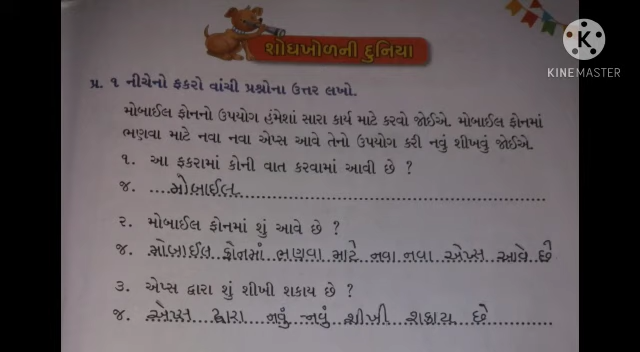 શોધખોળની દુનિયા
K
KINEMASTER
પ્ર. ૧ નીચેનો ફકરો વાંચી પ્રશ્નોના ઉત્તર લખો.
મોબાઈલ ફોનનો ઉપયોગ હંમેશાં સારા કાર્ય માટે કરવો જોઈએ. મોબાઈલ ફોનમાં
ભણવા માટે નવા નવા એપ્સ આવે તેનો ઉપયોગ કરી નવું શીખવું જોઈએ.
૧. આ ફકરામાં કોની વાત કરવામાં આવી છે ?
જ. ....મોબાઈલ....
૨. મોબાઈલ ફોનમાં શું આવે છે ?
જ. મોબાઈલ ફોનમાં ભણવા માટે નવા નવા એપ્સ આવે છે
૩. એપ્સ દ્વારા શું શીખી શકાય છે ?
જ. એપ્સ દ્વારા નવું નવું શીખી શકાય છે